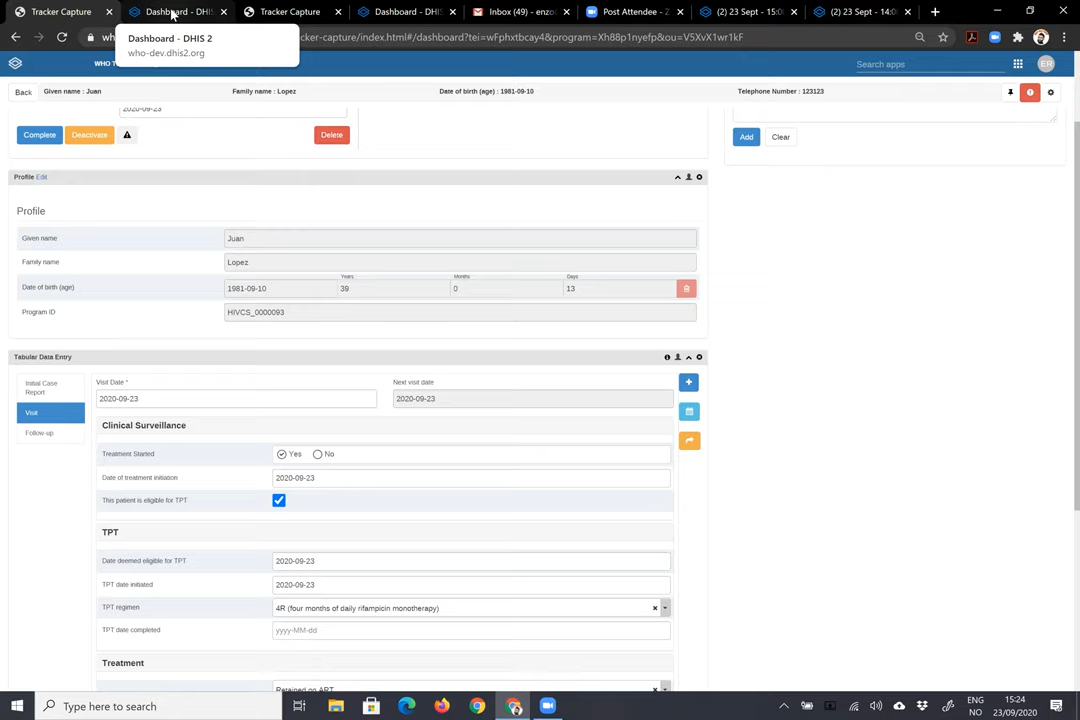 Tracker Capture
Dashboard - DHIS
Tracker Capture
Dashboard - DHIS
Inbox (49) - enzo
Post Attendee - Z
(2) 23 Sept - 15:0
(2) 23 Sept - 14:0
Dashboard - DHIS 2
who-dev.dhis2.org
tracker-capture/index.html#/dashboard?tei=wFphxtbcay4&program=Xh88p1nyefp&ou=V5XvX1wr1kF
WHO T
Search apps
ER
Back
Given name : Juan
Family name : Lopez
Date of birth (age) : 1981-09-10
Telephone Number : 123123
2020-09-23
Complete
Deactivate
Delete
Add
Clear
Profile Edit
Profile
Given name
Juan
Family name
Lopez
Date of birth (age)
1981-09-10
Years
39
Months
0
Days
13
Program ID
HIVCS_0000093
Tabular Data Entry
Initial Case
Report
Visit
Follow-up
Visit Date *
2020-09-23
Next visit date
2020-09-23
Clinical Surveillance
Treatment Started
Yes
No
Date of treatment initiation
2020-09-23
This patient is eligible for TPT
TPT
Date deemed eligible for TPT
2020-09-23
TPT date initiated
2020-09-23
TPT regimen
4R (four months of daily rifampicin monotherapy)
TPT date completed
yyyy-MM-dd
Treatment
Retained on ART
Type here to search
ENG
NO
15:24
23/09/2020